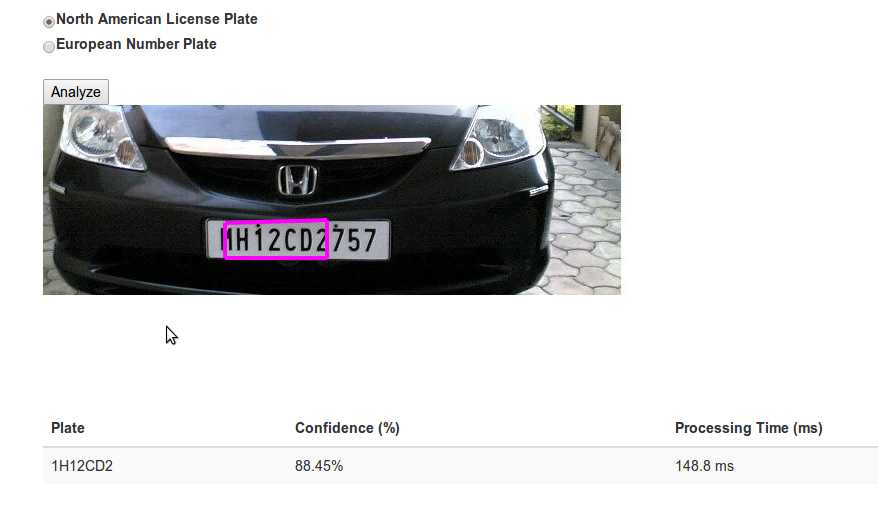 North American License Plate
European Number Plate
Analyze
MH12CD2757
Plate Confidence (%) Processing Time (ms)
1H12CD2 88.45% 148.8 ms